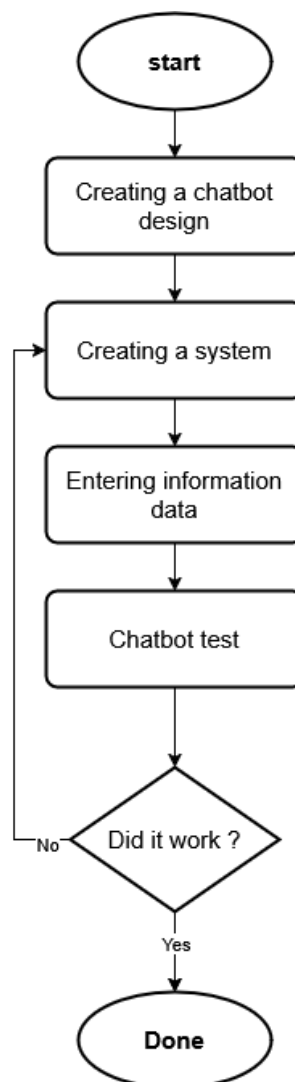 start
Creating a chatbot
design
Creating a system
Entering information
data
Chatbot test
Did it work ?
No
Yes
Done